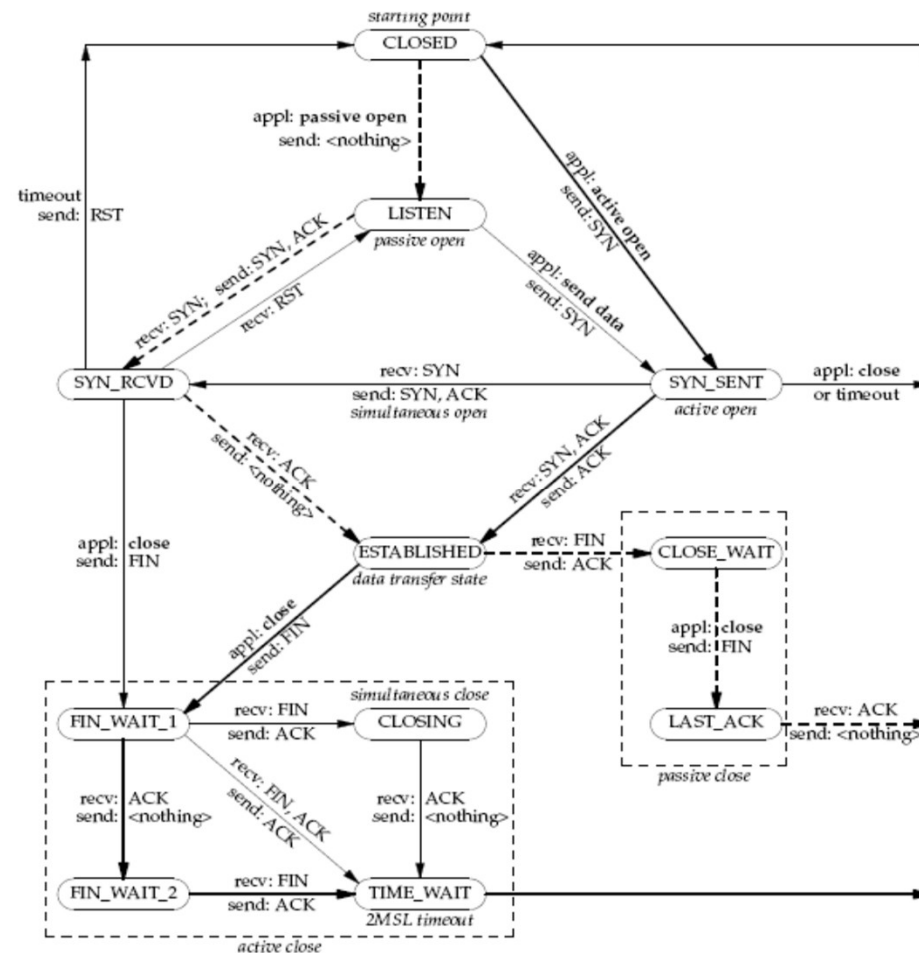 starting point
CLOSED
appl: passive open
send: <nothing>
appl: active open
send: SYN
timeout
send: RST
LISTEN
passive open
recv: SYN; send: SYN, ACK
recv: RST
appl: send data
send: SYN
SYN_RCVD
recv: SYN
send: SYN, ACK
simultaneous open
SYN_SENT
active open
appl: close
or timeout
recv: ACK
send: <nothing>
recv: SYN, ACK
send: ACK
appl: close
send: FIN
ESTABLISHED
data transfer state
recv: FIN
send: ACK
CLOSE_WAIT
appl: close
send: FIN
appl: close
send: FIN
simultaneous close
FIN_WAIT_1
recv: FIN
send: ACK
CLOSING
LAST_ACK
recv: ACK
send: <nothing>
passive close
recv: ACK
send: <nothing>
recv: FIN, ACK
send: ACK
recv: ACK
send: <nothing>
FIN_WAIT_2
recv: FIN
send: ACK
TIME_WAIT
2MSL timeout
active close